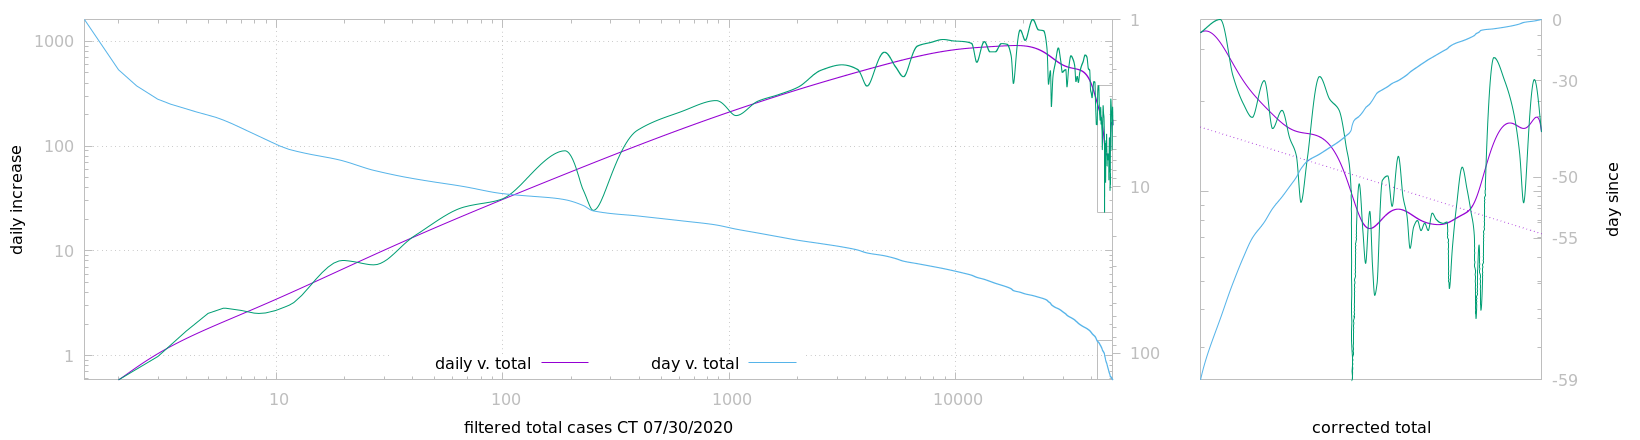 daily increase
1000
100
10
1
10
100
1000
10000
filtered total cases CT 07/30/2020
daily v. total
day v. total
1
10
100
0
-30
-50
-55
-59
day since
corrected total